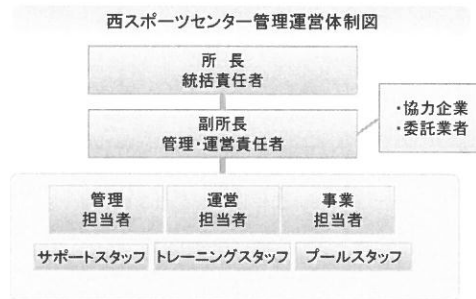 西スポーツセンター管理運営体制図
所 長
統括責任者
副所長
管理・運営責任者
・協力企業
・委託業者
管理
担当者
運営
担当者
事業
担当者
サポートスタッフ
トレーニングスタッフ
プールスタッフ